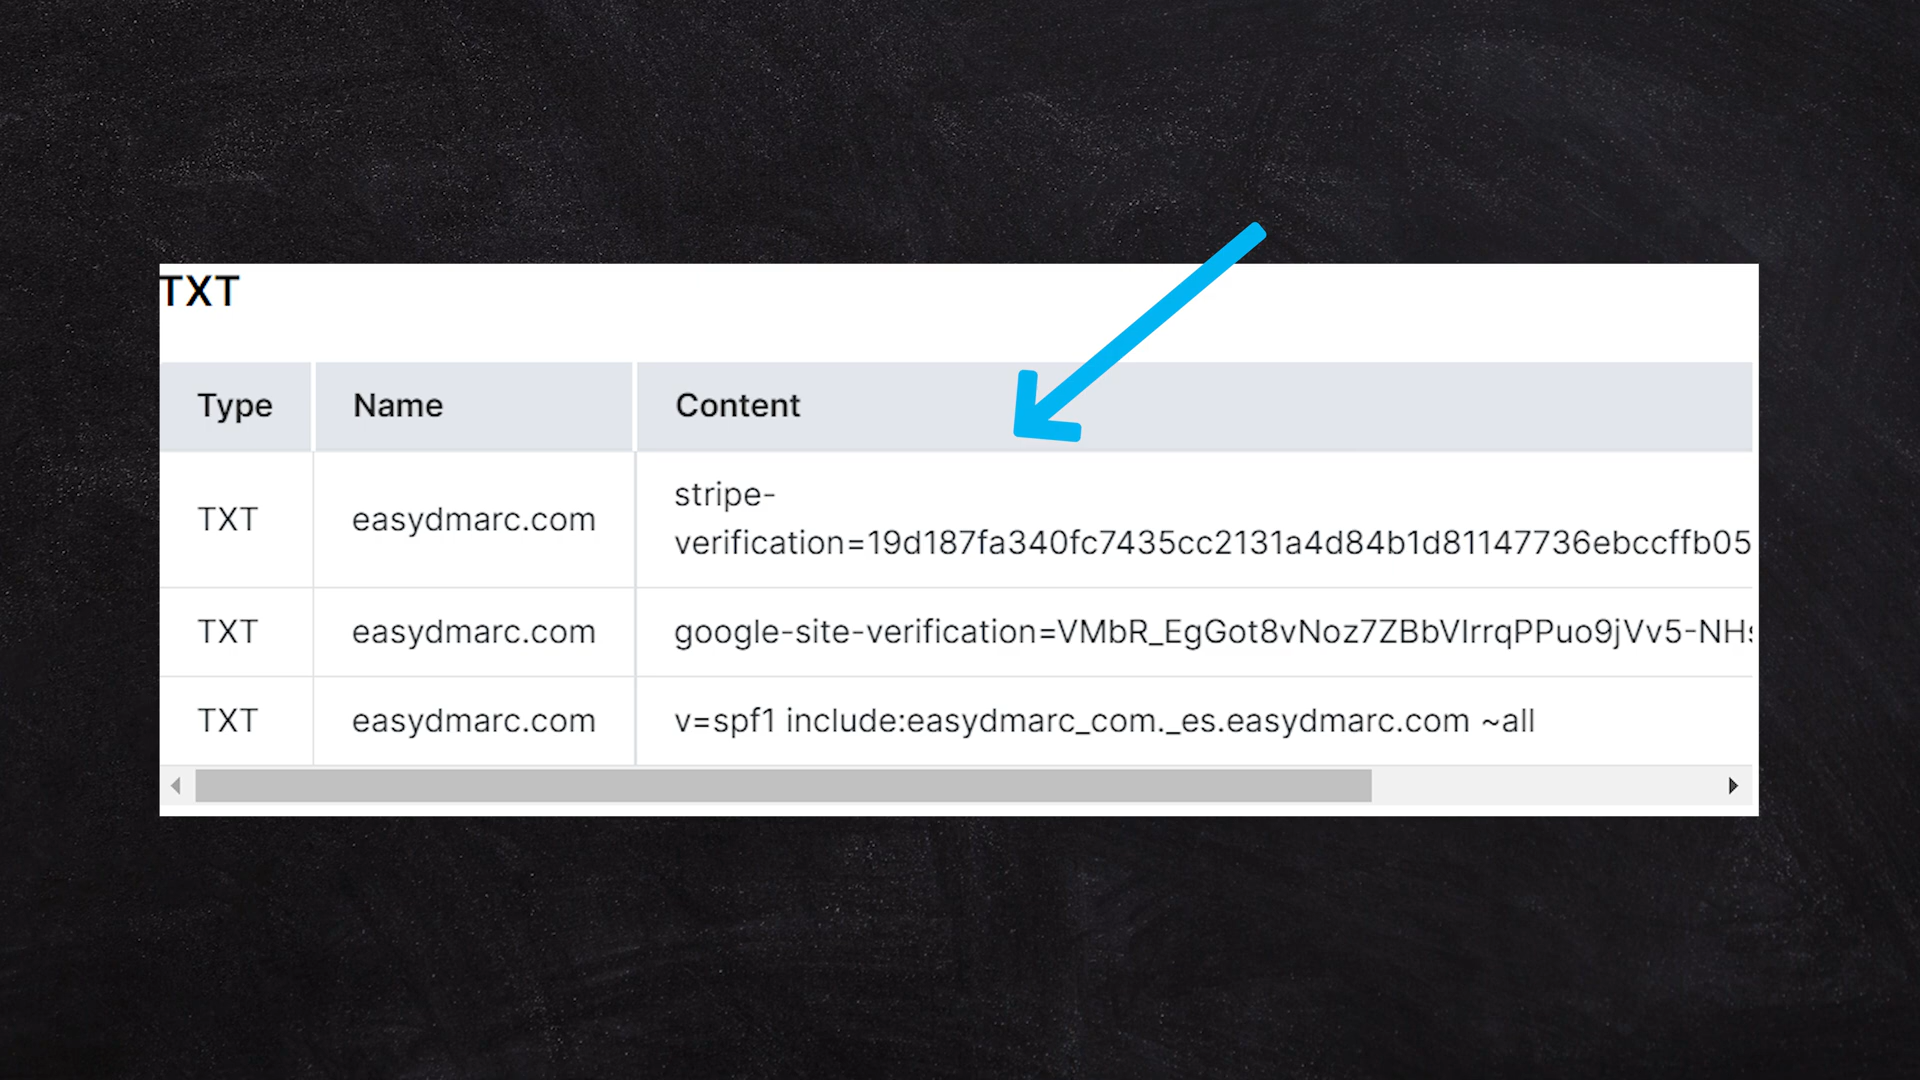 TXT
Type Name Content
TXT easydmarc.com stripe-
verification=19d187fa340fc7435cc2131a4d84b1d81147736ebccffb05
TXT easydmarc.com google-site-verification=VMbR_EgGot8vNoz7ZBbVIrrqPPuo9jVv5-NHs
TXT easydmarc.com v=spf1 include:easydmarc_com._es.easydmarc.com ~all